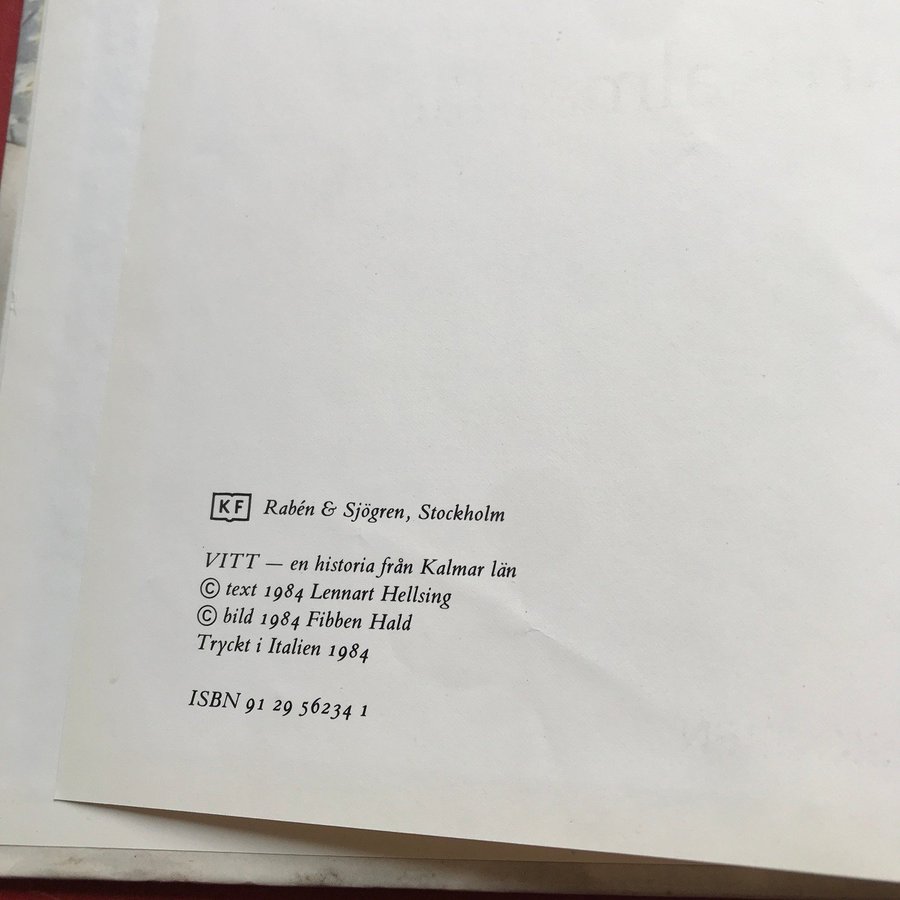 KF Rabén & Sjögren, Stockholm
VITT — en historia från Kalmar län
© text 1984 Lennart Hellsing
© bild 1984 Fibben Hald
Tryckt i Italien 1984
ISBN 91 29 56234 1